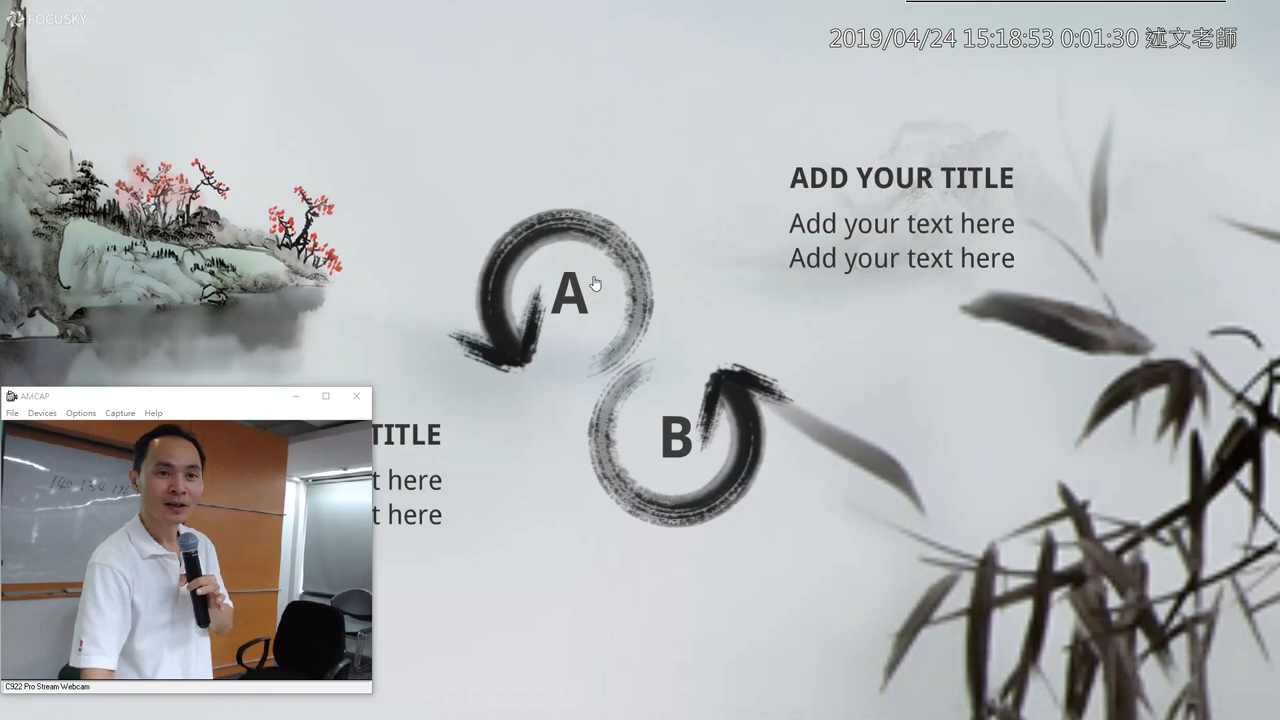 FOCUSKY
2019/04/24 15:18:53 0:01:30 述文老師
ADD YOUR TITLE
Add your text here
Add your text here
A
B
AMCAP
File Devices Options Capture Help
TITLE
t here
t here
C922 Pro Stream Webcam